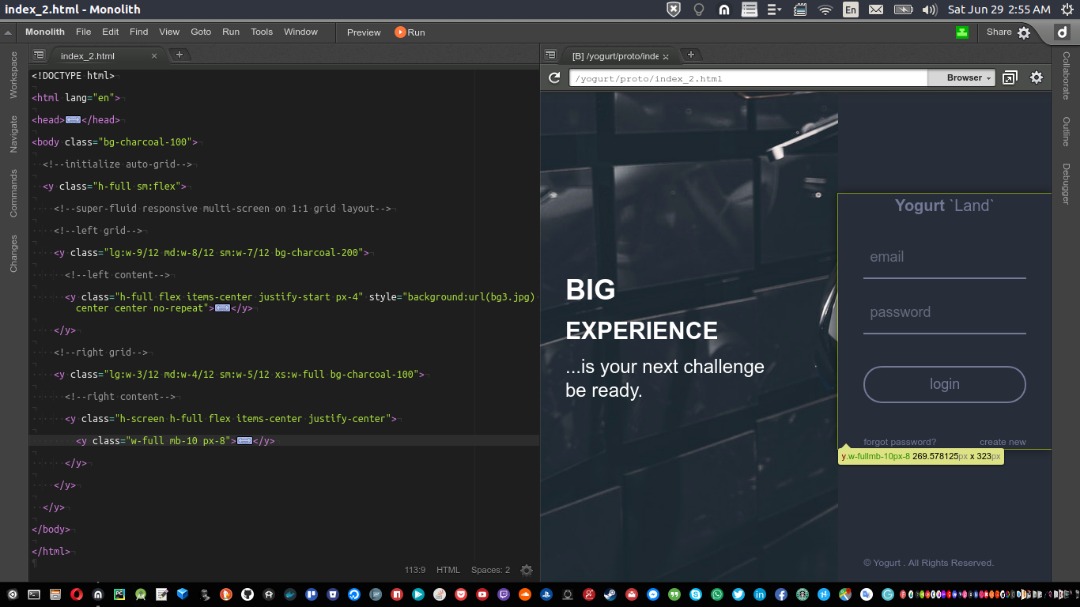 index_2.html - Monolith
En
Sat Jun 29 2:55 AM
Monolith File Edit Find View Goto Run Tools Window Preview Run
Share
Workspace
Navigate
Commands
Changes
index_2.html × +
<!DOCTYPE html>
<html lang="en">
<head></head>
<body class="bg-charcoal-100">
<!--initialize auto-grid-->
<y class="h-full sm:flex">
<!--super-fluid responsive multi-screen on 1:1 grid layout-->
<!--left grid-->
<y class="lg:w-9/12 md:w-8/12 sm:w-7/12 bg-charcoal-200">
<!--left content-->
<y class="h-full flex items-center justify-start px-4" style="background:url(bg3.jpg)
center center no-repeat"></y>
</y>
<!--right grid-->
<y class="lg:w-3/12 md:w-4/12 sm:w-5/12 xs:w-full bg-charcoal-100">
<!--right content-->
<y class="h-screen h-full flex items-center justify-center">
<y class="w-full mb-10 px-8"></y>
</y>
</y>
</y>
</body>
</html>
113:9 HTML Spaces: 2
[B] /yogurt/proto/inde × +
/yogurt/proto/index_2.html
Browser
BIG
EXPERIENCE
...is your next challenge
be ready.
Yogurt `Land`
email
password
login
forgot password? create new
y.w-fullmb-10px-8 269.578125px x 323px
© Yogurt . All Rights Reserved.
Collaborate
Outline
Debugger